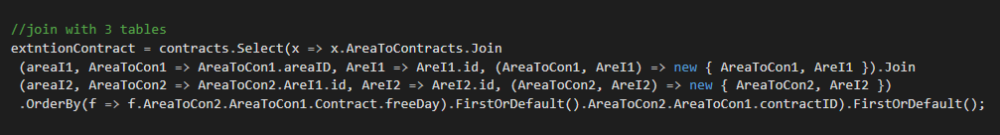 //join with 3 tables
extntionContract = contracts.Select(x => x.AreaToContracts.Join
(areaI1, AreaToCon1 => AreaToCon1.areaID, AreI1 => AreI1.id, (AreaToCon1, AreI1) => new { AreaToCon1, AreI1 }).Join
(areaI2, AreaToCon2 => AreaToCon2.AreI1.id, AreI2 => AreI2.id, (AreaToCon2, AreI2) => new { AreaToCon2, AreI2 })
.OrderBy(f => f.AreaToCon2.AreaToCon1.Contract.freeDay).FirstOrDefault().AreaToCon2.AreaToCon1.contractID).FirstOrDefault();